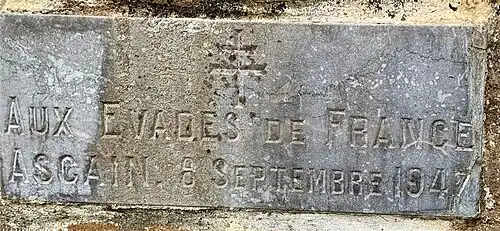 AUX EVADES DE FRANCE
ASCAIN. 8 SEPTEMBRE 1947